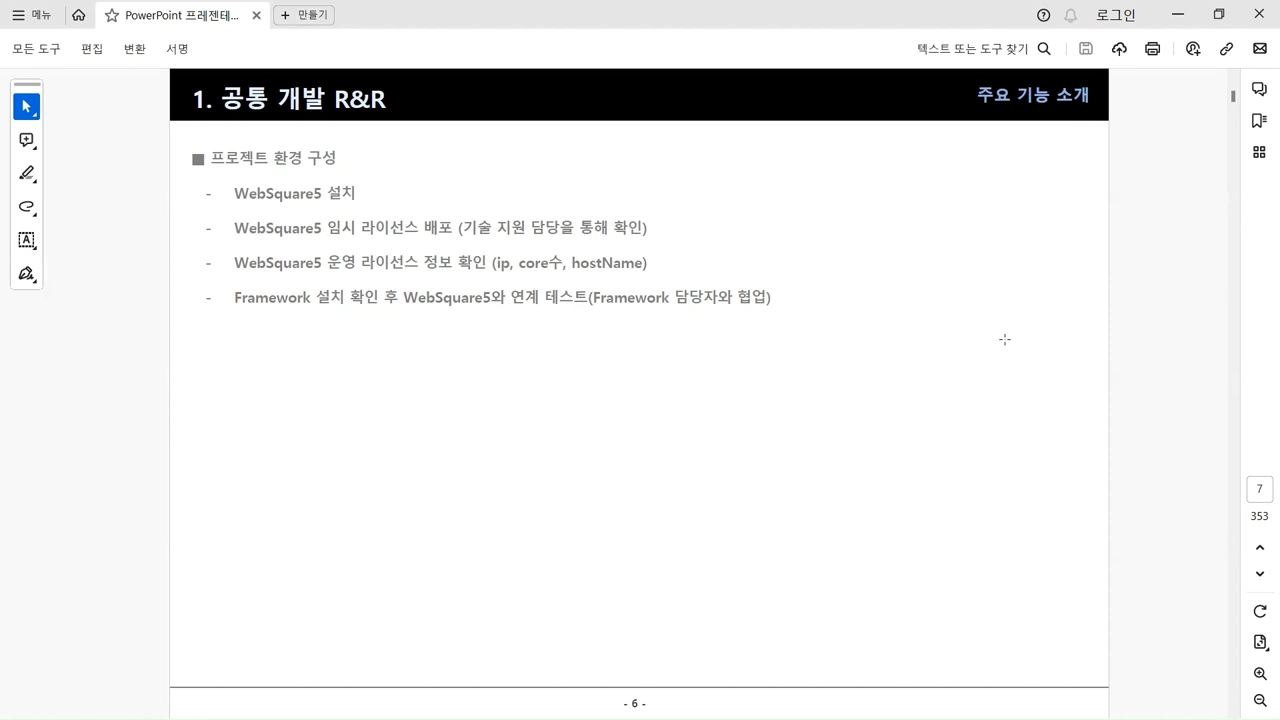 메뉴
PowerPoint 프레젠테...
만들기
로그인
모든 도구
편집
변환
서명
텍스트 또는 도구 찾기
1. 공통 개발 R&R
주요 기능 소개
■ 프로젝트 환경 구성
- WebSquare5 설치
- WebSquare5 임시 라이선스 배포 (기술 지원 담당을 통해 확인)
- WebSquare5 운영 라이선스 정보 확인 (ip, core수, hostName)
- Framework 설치 확인 후 WebSquare5와 연계 테스트(Framework 담당자와 협업)
7
353
- 6 -